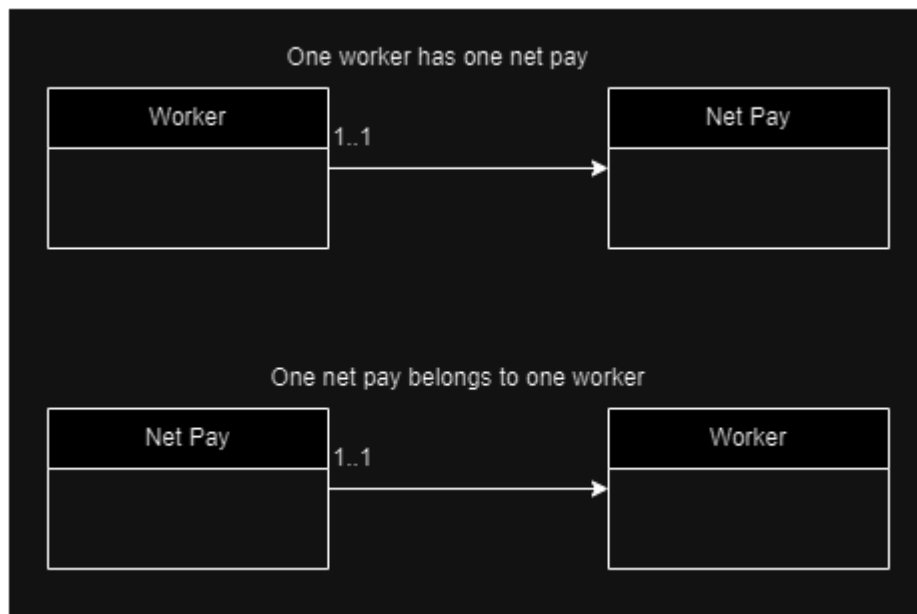 One worker has one net pay
Worker
Net Pay
1..1
One net pay belongs to one worker
Net Pay
Worker
1..1